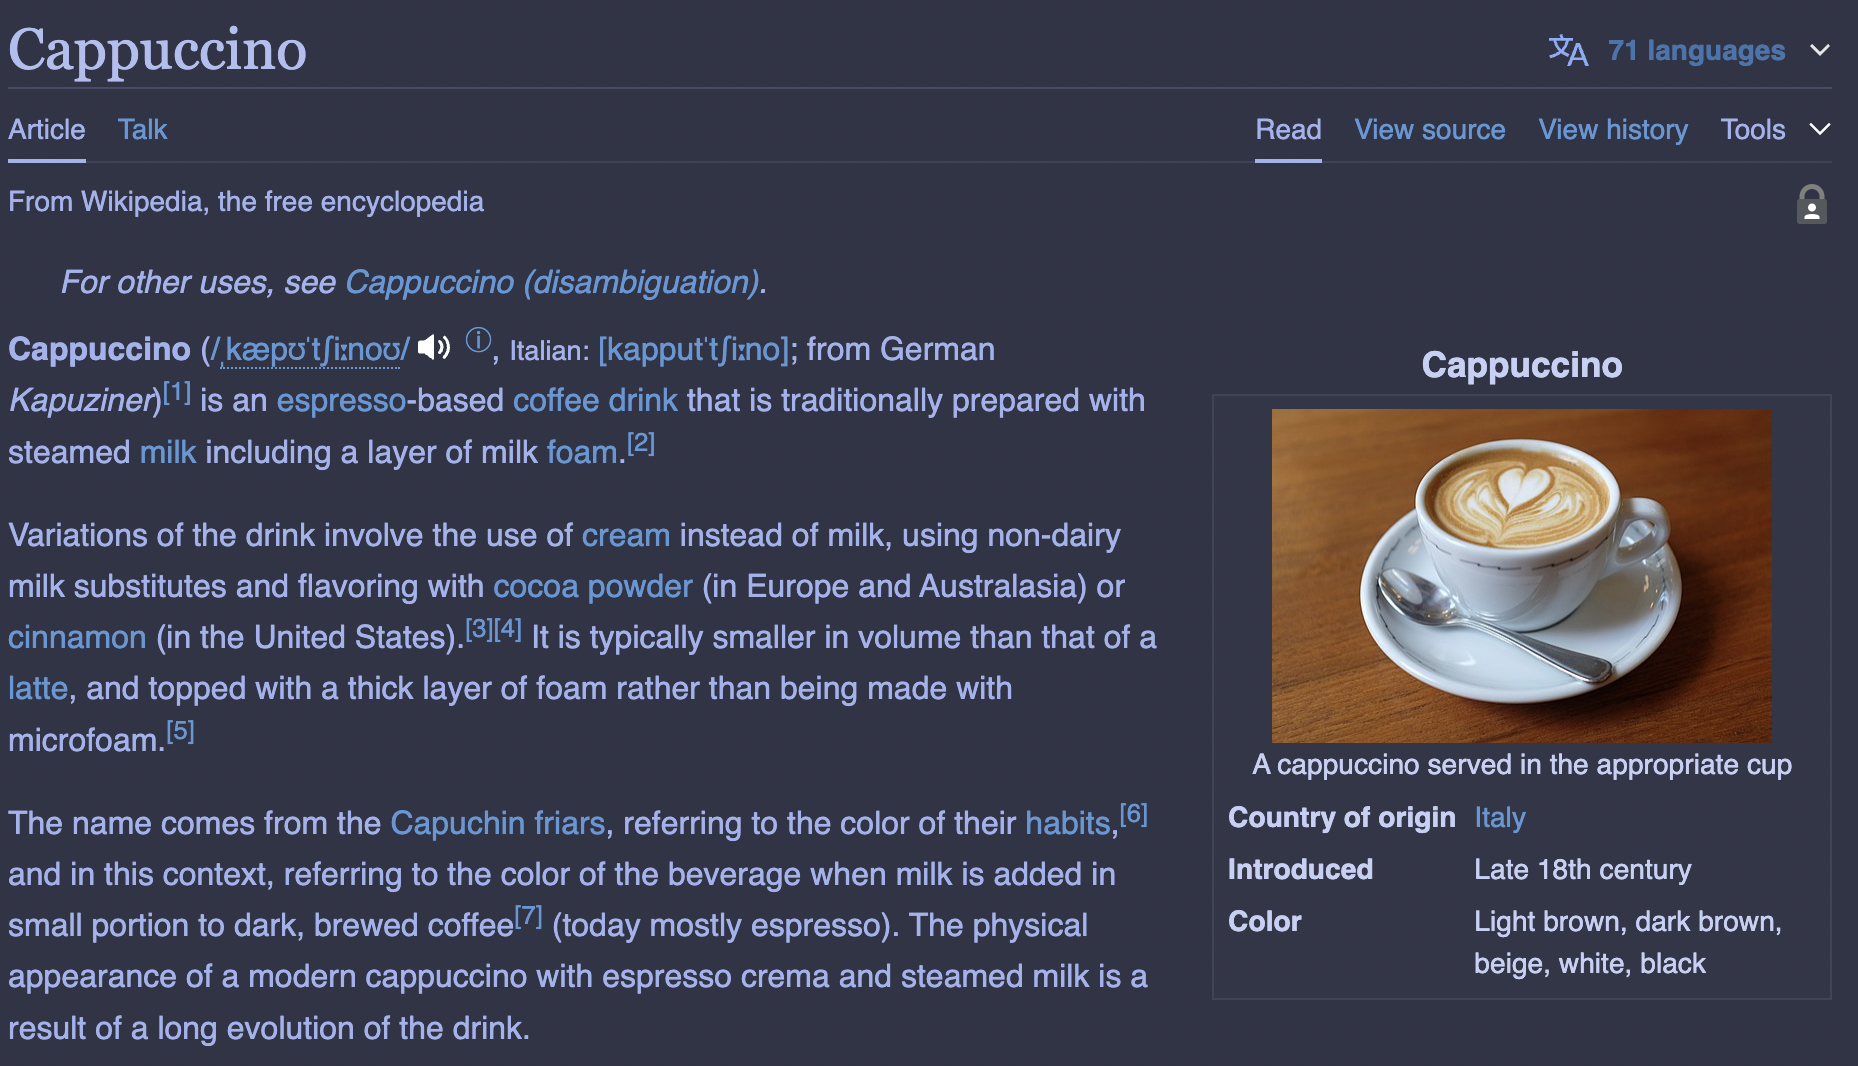 Cappuccino
71 languages
Article Talk
Read View source View history Tools
From Wikipedia, the free encyclopedia
For other uses, see Cappuccino (disambiguation).
Cappuccino (/ˌkæpʊˈtʃiːnoʊ/ ⓘ, Italian: [kapputˈtʃiːno]; from German
Kapuziner)[1] is an espresso-based coffee drink that is traditionally prepared with
steamed milk including a layer of milk foam.[2]
Variations of the drink involve the use of cream instead of milk, using non-dairy
milk substitutes and flavoring with cocoa powder (in Europe and Australasia) or
cinnamon (in the United States).[3][4] It is typically smaller in volume than that of a
latte, and topped with a thick layer of foam rather than being made with
microfoam.[5]
The name comes from the Capuchin friars, referring to the color of their habits,[6]
and in this context, referring to the color of the beverage when milk is added in
small portion to dark, brewed coffee[7] (today mostly espresso). The physical
appearance of a modern cappuccino with espresso crema and steamed milk is a
result of a long evolution of the drink.
Cappuccino
A cappuccino served in the appropriate cup
Country of origin Italy
Introduced Late 18th century
Color Light brown, dark brown,
beige, white, black